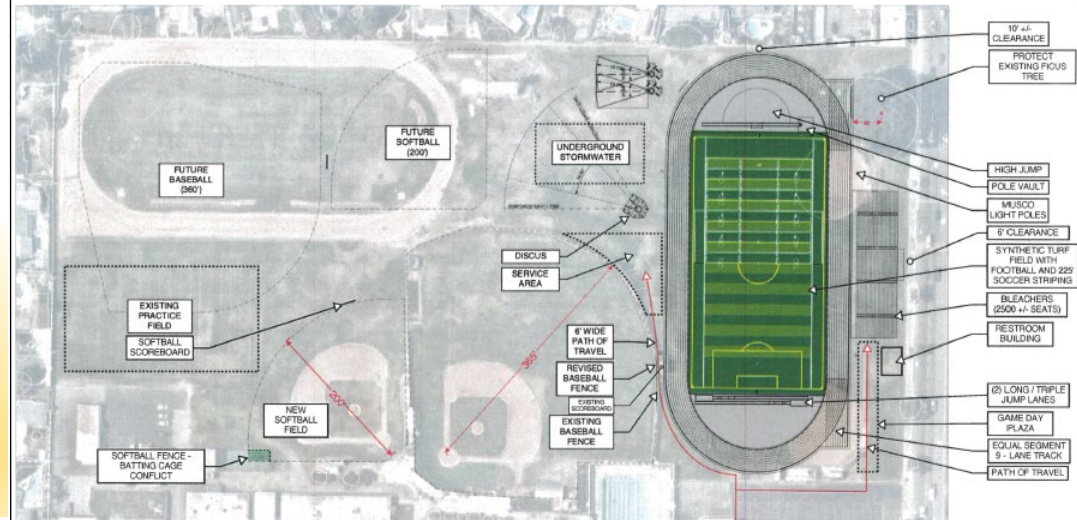 10' +/-
CLEARANCE
PROTECT
EXISTING FICUS
TREE
FUTURE
SOFTBALL
(200')
UNDERGROUND
STORMWATER
FUTURE
BASEBALL
(360')
HIGH JUMP
POLE VAULT
MUSCO
LIGHT POLES
6' CLEARANCE
SYNTHETIC TURF
FIELD WITH
FOOTBALL AND 225'
SOCCER STRIPING
DISCUS
SERVICE
AREA
BLEACHERS
(2500 +/- SEATS)
EXISTING
PRACTICE
FIELD
SOFTBALL
SCOREBOARD
RESTROOM
BUILDING
6' WIDE
PATH OF
TRAVEL
365'
REVISED
BASEBALL
FENCE
EXISTING
SCOREBOARD
EXISTING
BASEBALL
FENCE
200'
NEW
SOFTBALL
FIELD
(2) LONG / TRIPLE
JUMP LANES
GAME DAY
PLAZA
EQUAL SEGMENT
9 - LANE TRACK
PATH OF TRAVEL
SOFTBALL FENCE -
BATTING CAGE
CONFLICT